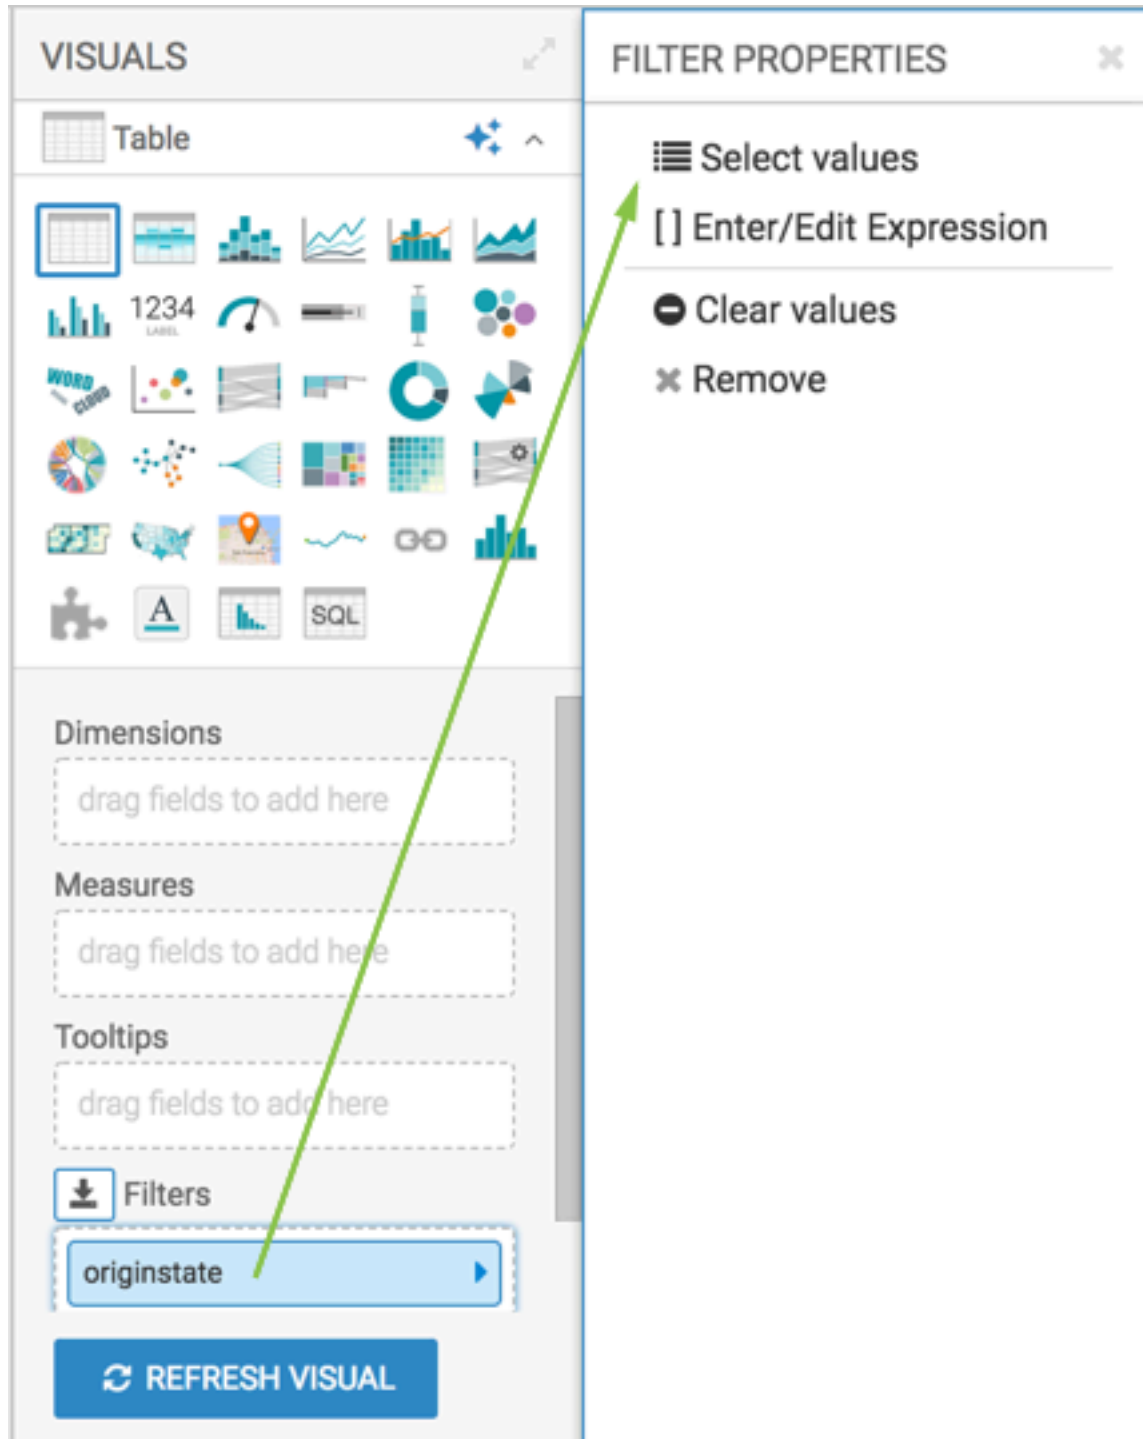 VISUALS
Table
1234
LABEL
WORD
CLOUD
A
SQL
Dimensions
drag fields to add here
Measures
drag fields to add here
Tooltips
drag fields to add here
Filters
originstate
REFRESH VISUAL
FILTER PROPERTIES
Select values
[ ] Enter/Edit Expression
Clear values
Remove